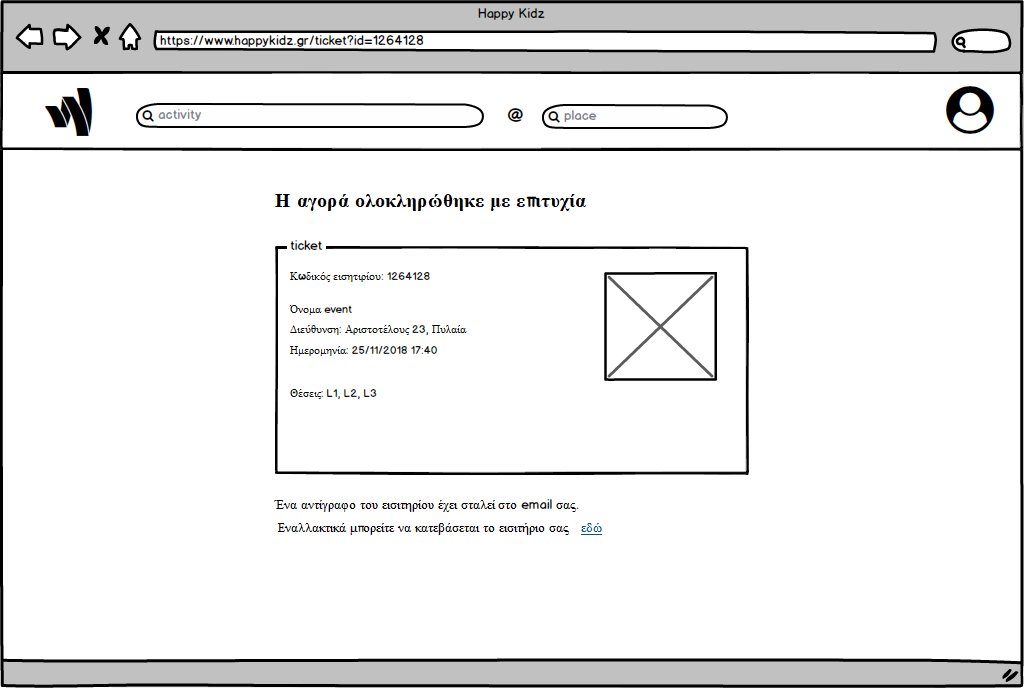 Happy Kidz
https://www.happykidz.gr/ticket?id=1264128
activity @ place
Η αγορά ολοκληρώθηκε με επιτυχία
ticket
Κωδικός εισητιρίου: 1264128
Όνομα event
Διεύθυνση: Αριστοτέλους 23, Πυλαία
Ημερομηνία: 25/11/2018 17:40
Θέσεις: L1, L2, L3
Ένα αντίγραφο του εισιτηρίου έχει σταλεί στο email σας.
Εναλλακτικά μπορείτε να κατεβάσεται το εισιτήριο σας εδώ